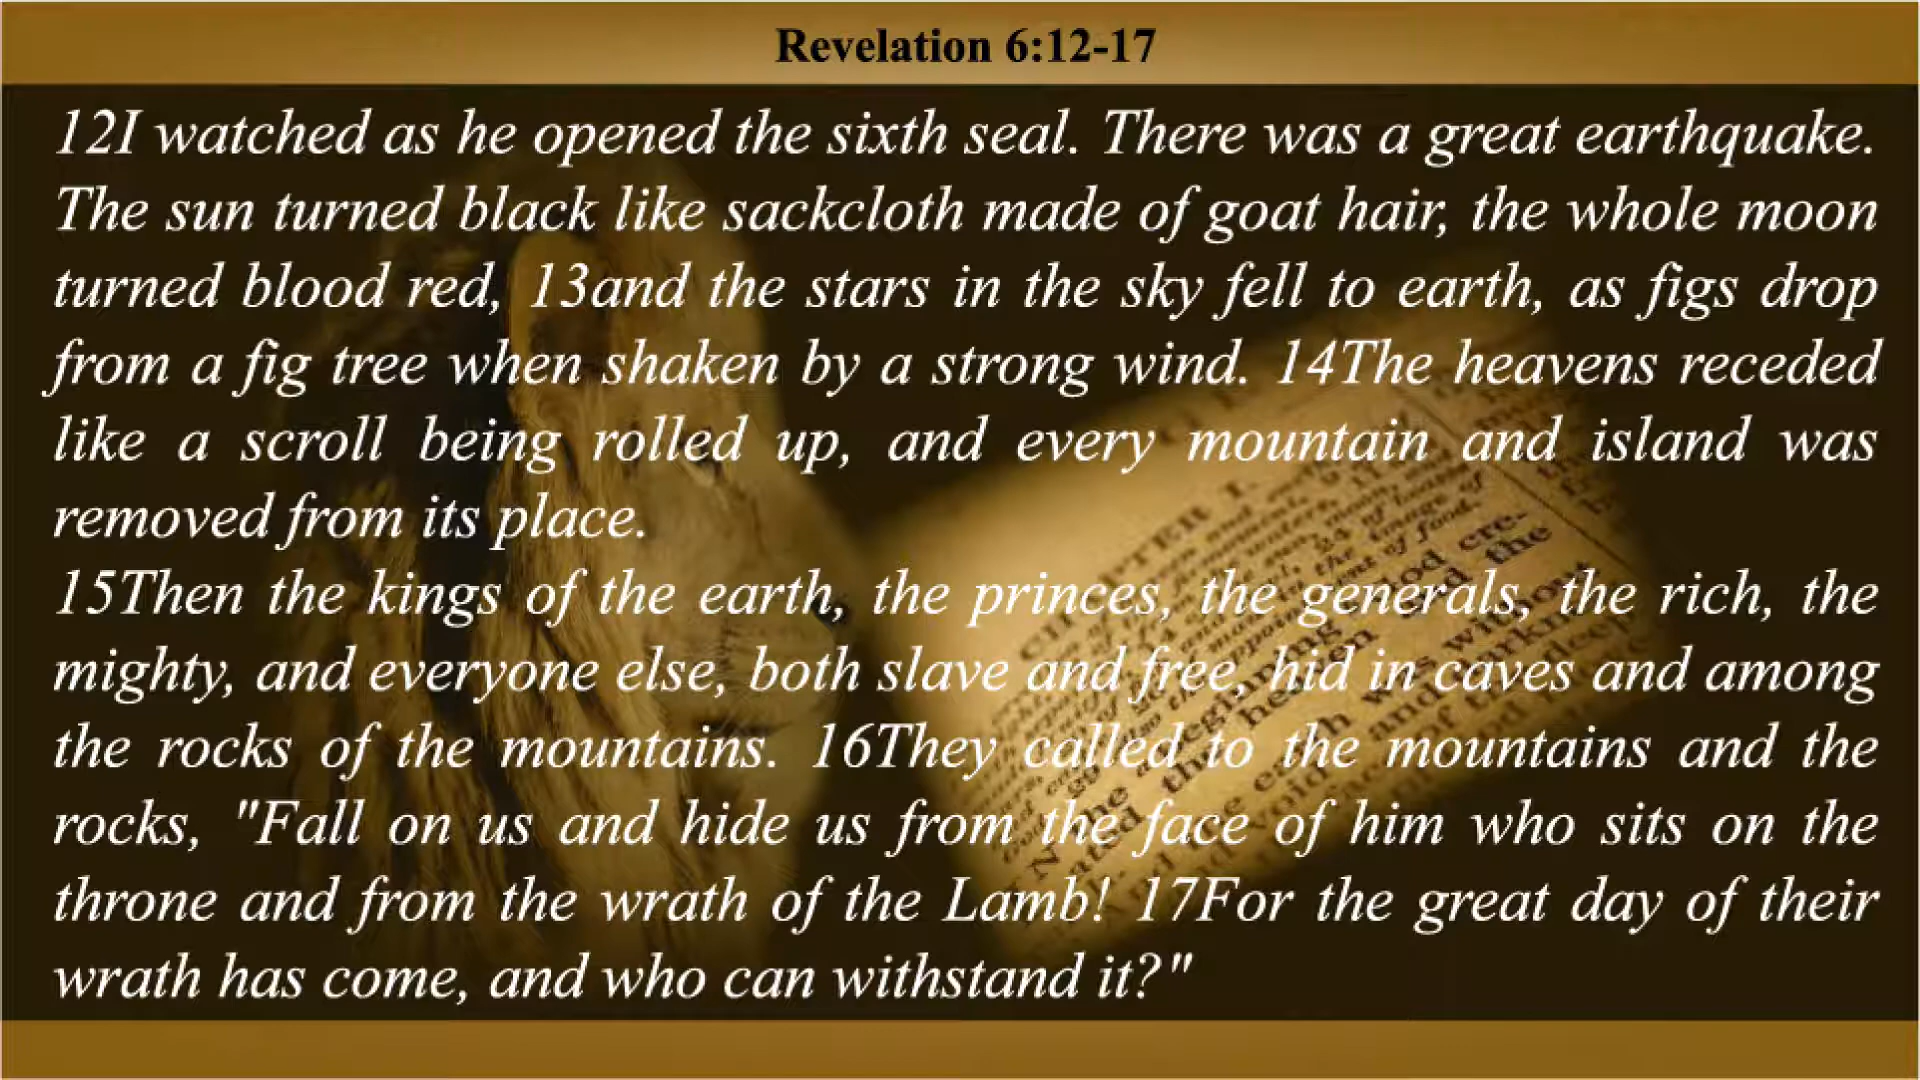 Revelation 6:12-17
12I watched as he opened the sixth seal. There was a great earthquake.
The sun turned black like sackcloth made of goat hair, the whole moon
turned blood red, 13and the stars in the sky fell to earth, as figs drop
from a fig tree when shaken by a strong wind. 14The heavens receded
like a scroll being rolled up, and every mountain and island was
removed from its place.
15Then the kings of the earth, the princes, the generals, the rich, the
mighty, and everyone else, both slave and free, hid in caves and among
the rocks of the mountains. 16They called to the mountains and the
rocks, "Fall on us and hide us from the face of him who sits on the
throne and from the wrath of the Lamb! 17For the great day of their
wrath has come, and who can withstand it?"